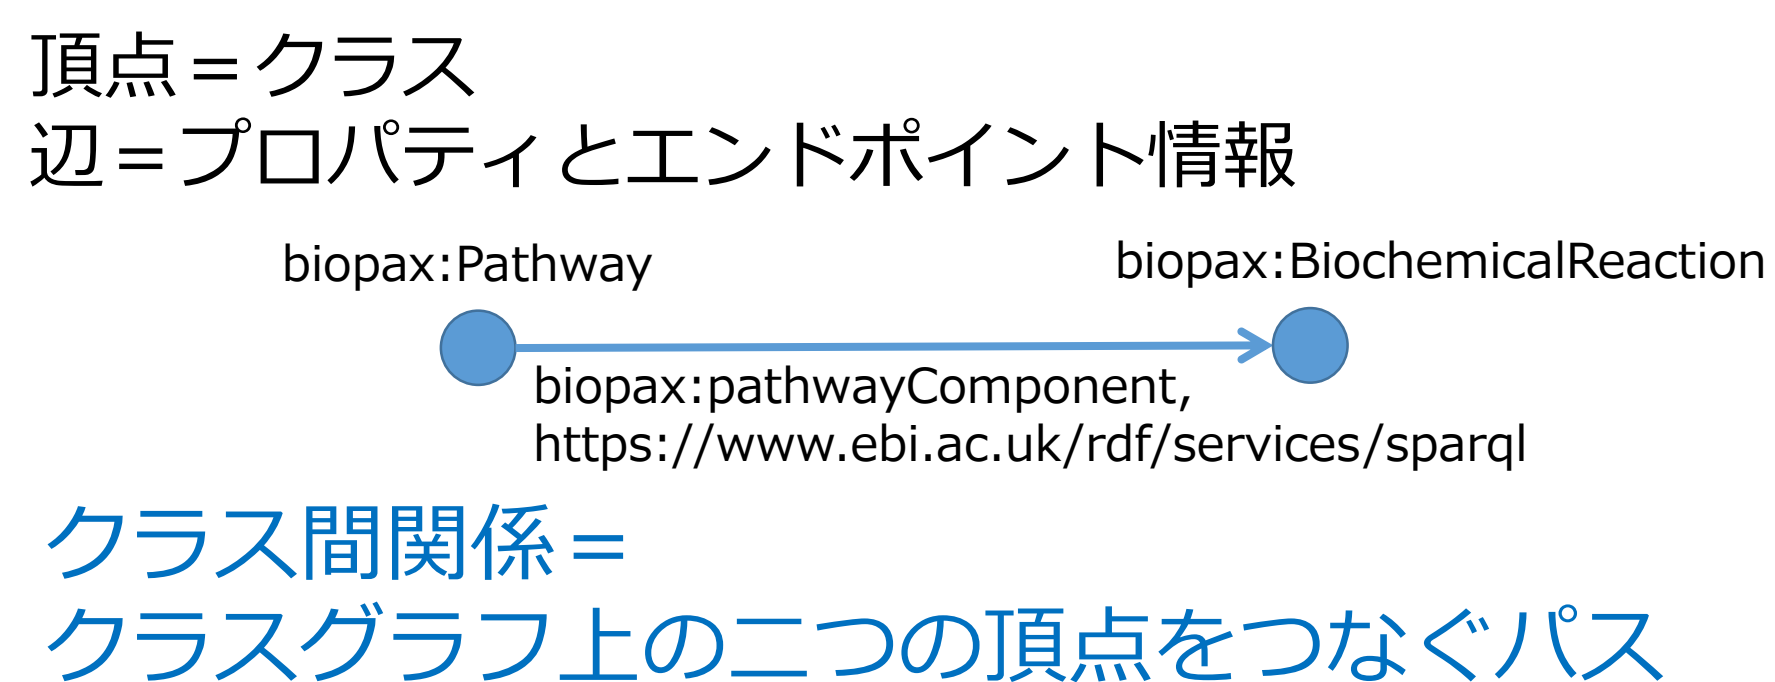 頂点＝クラス
辺＝プロパティとエンドポイント情報
biopax:Pathway
biopax:BiochemicalReaction
biopax:pathwayComponent,
https://www.ebi.ac.uk/rdf/services/sparql
クラス間関係＝
クラスグラフ上の二つの頂点をつなぐパス